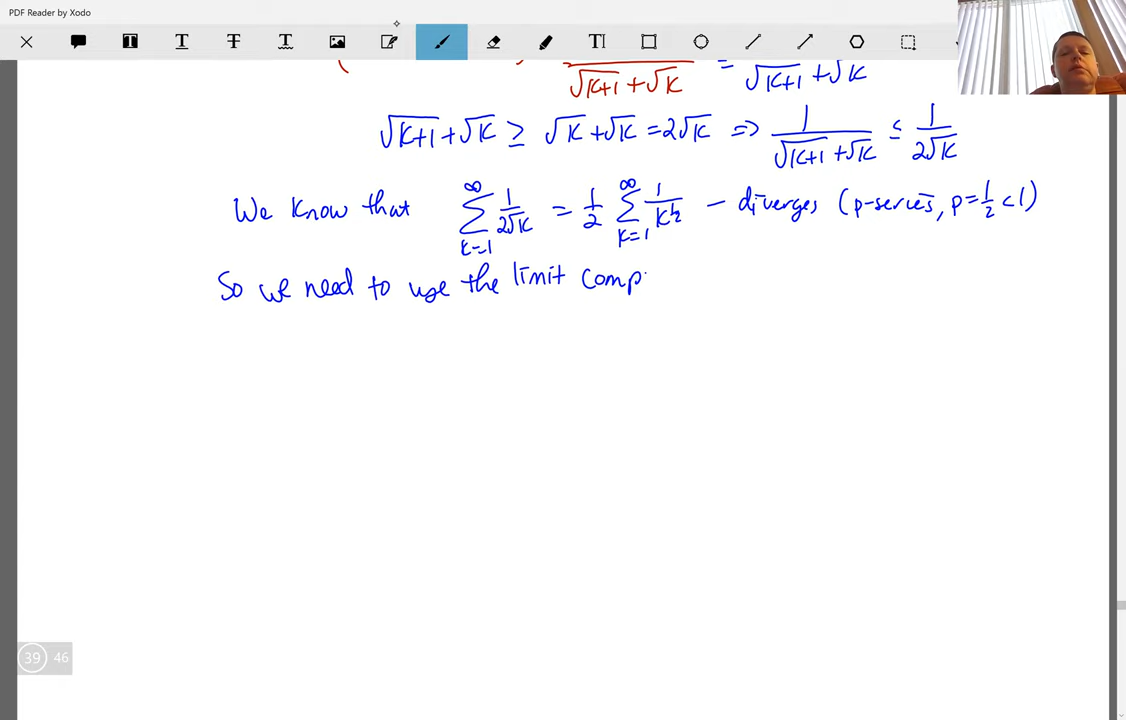 PDF Reader by Xodo
√K+1 + √K = √K+1 + √K
√K+1 + √K ≥ √K + √K = 2√K => 1/(√K+1 + √K) ≤ 1/(2√K)
We know that ∞ Σ K=1 1/(2√K) = 1/2 ∞ Σ K=1 1/K^½ - diverges (p-series, p = 1/2 < 1)
So we need to use the limit comp
39 46